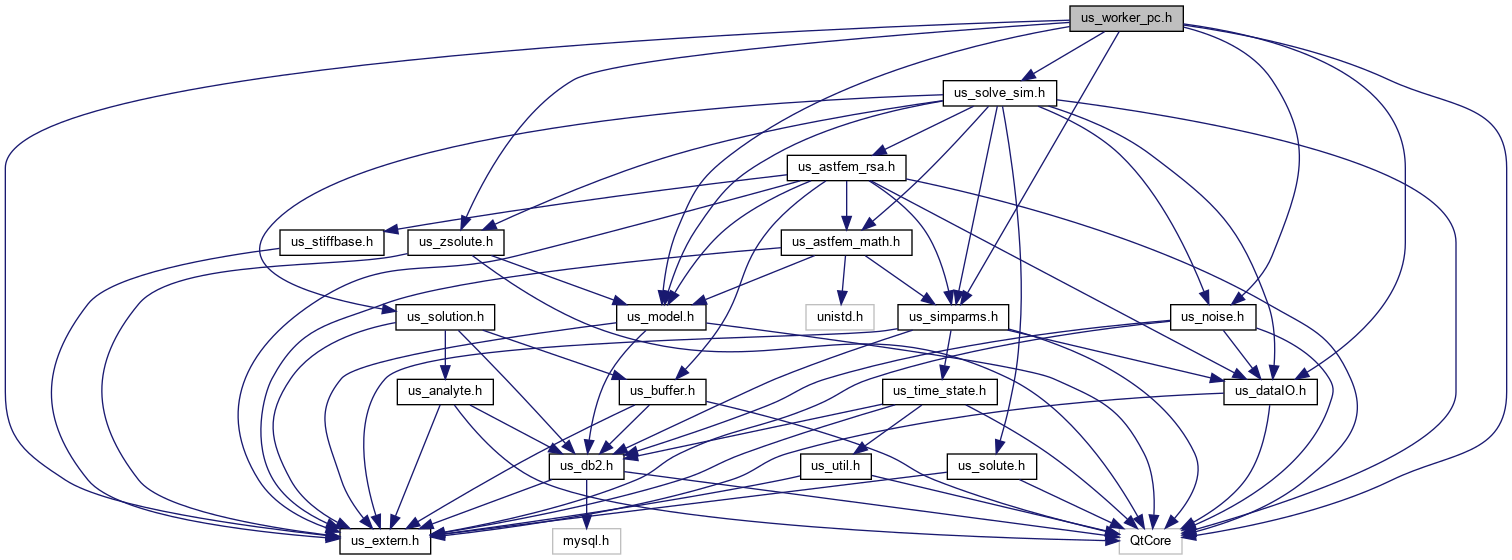 us_worker_pc.h
us_solve_sim.h
us_astfem_rsa.h
us_stiffbase.h
us_zsolute.h
us_astfem_math.h
us_solution.h
us_model.h
unistd.h
us_simparms.h
us_noise.h
us_analyte.h
us_buffer.h
us_time_state.h
us_dataIO.h
us_db2.h
us_util.h
us_solute.h
us_extern.h
mysql.h
QtCore